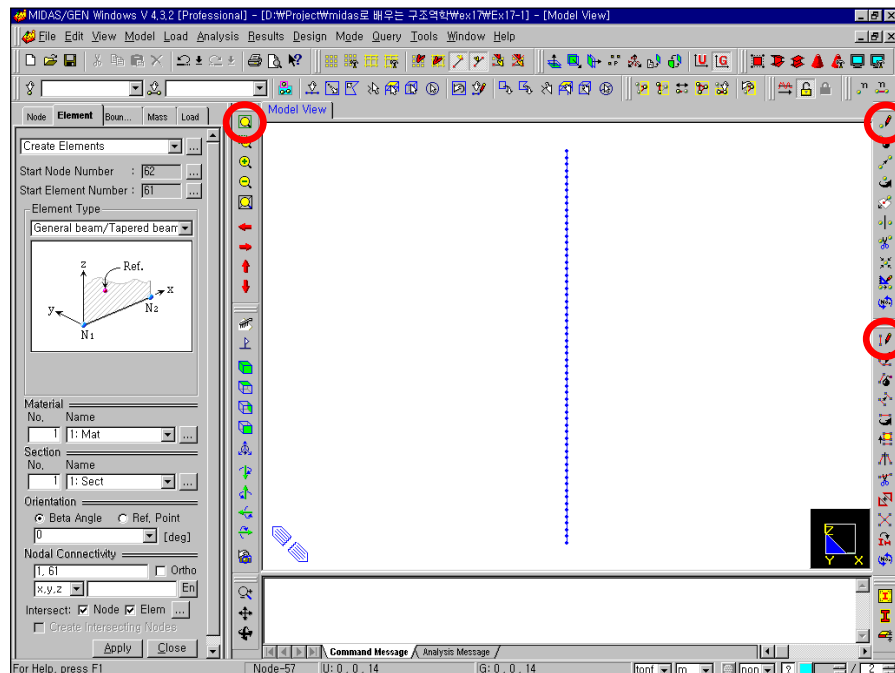 MIDAS/GEN Windows V 4,3,2 [Professional] - [D:₩Project₩midas로 배우는 구조역학₩ex17₩Ex17-1] - [Model View]
File Edit View Model Load Analysis Results Design Mode Query Tools Window Help
Model View
Node Element Boun... Mass Load
Create Elements
Start Node Number : 62
Start Element Number : 61
Element Type
General beam/Tapered beam
z Ref.
x
y
N2
N1
Material
No, Name
1 1: Mat
Section
No, Name
1 1: Sect
Orientation
Beta Angle Ref, Point
0 [deg]
Nodal Connectivity
1, 61 Ortho
x,y,z En
Intersect: Node Elem ...
Create Intersecting Nodes
Apply Close
Z
Y X
Command Message Analysis Message
For Help, press F1 Node-57 U: 0, 0, 14 G: 0, 0, 14 tonf m non ? / 2